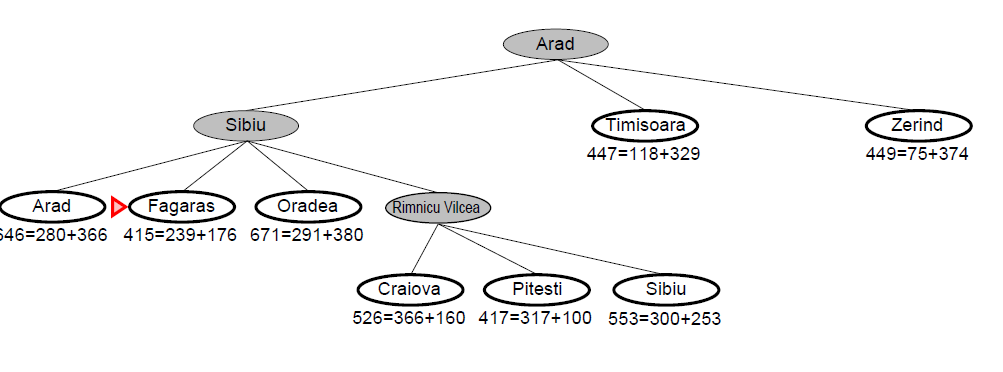 Arad
Sibiu
Timisoara
Zerind
447=118+329
449=75+374
Arad
Fagaras
Oradea
Rimnicu Vilcea
646=280+366
415=239+176
671=291+380
Craiova
Pitesti
Sibiu
526=366+160
417=317+100
553=300+253